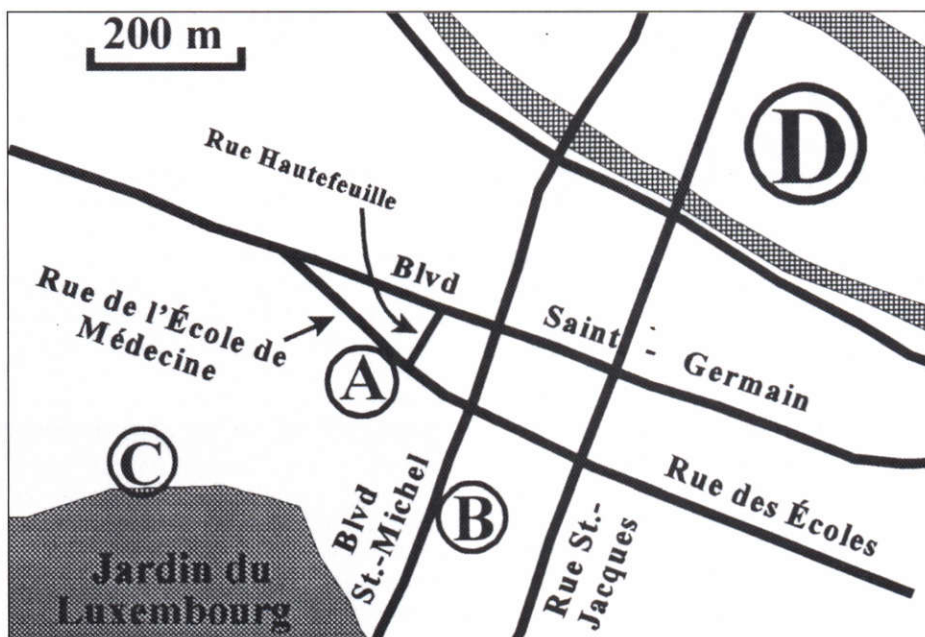 200 m
D
Rue Hautefeuille
Blvd
Saint - Germain
Rue de l'École de
Médecine
A
C
Blvd
St.-Michel
B
Rue St.-
Jacques
Rue des Écoles
Jardin du
Luxembourg